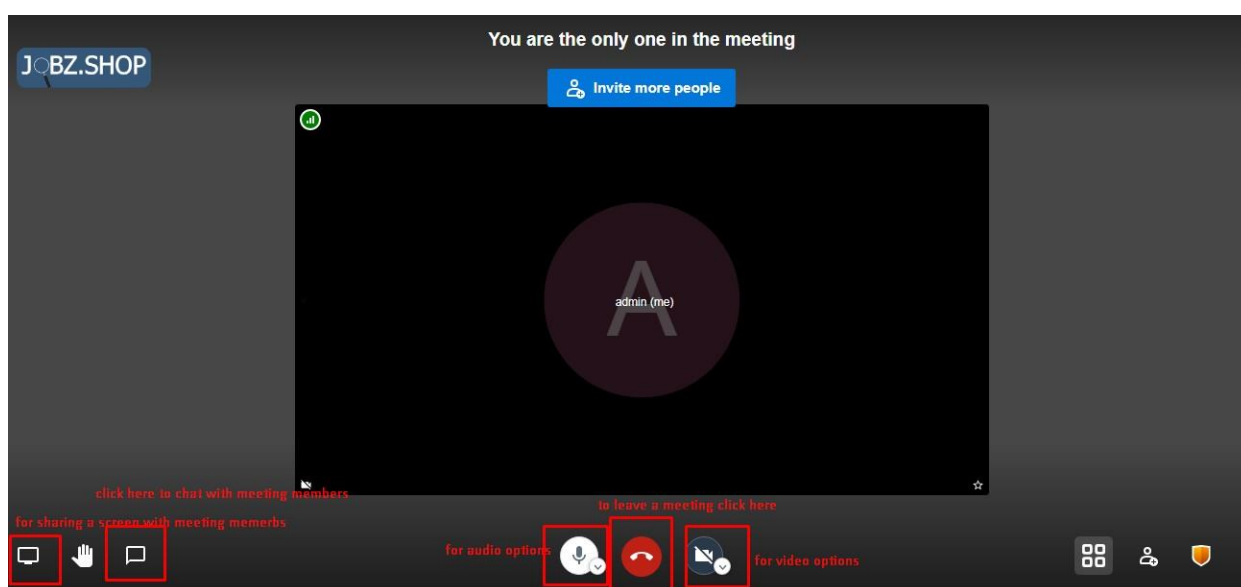 You are the only one in the meeting
JOBZ.SHOP
Invite more people
A
admin (me)
click here to chat with meeting members
to leave a meeting click here
for sharing a screen with meeting memerbs
for audio options
for video options